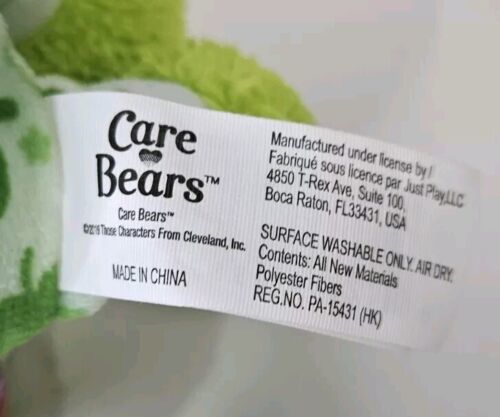 Care
Bears™
Care Bears™
Those Characters From Cleveland, Inc.
MADE IN CHINA
Manufactured under license by /
Fabriqué sous licence par Just Play,LLC
4850 T-Rex Ave, Suite 100,
Boca Raton, FL33431, USA
SURFACE WASHABLE ONLY. AIR DRY.
Contents: All New Materials
Polyester Fibers
REG.NO. PA-15431 (HK)